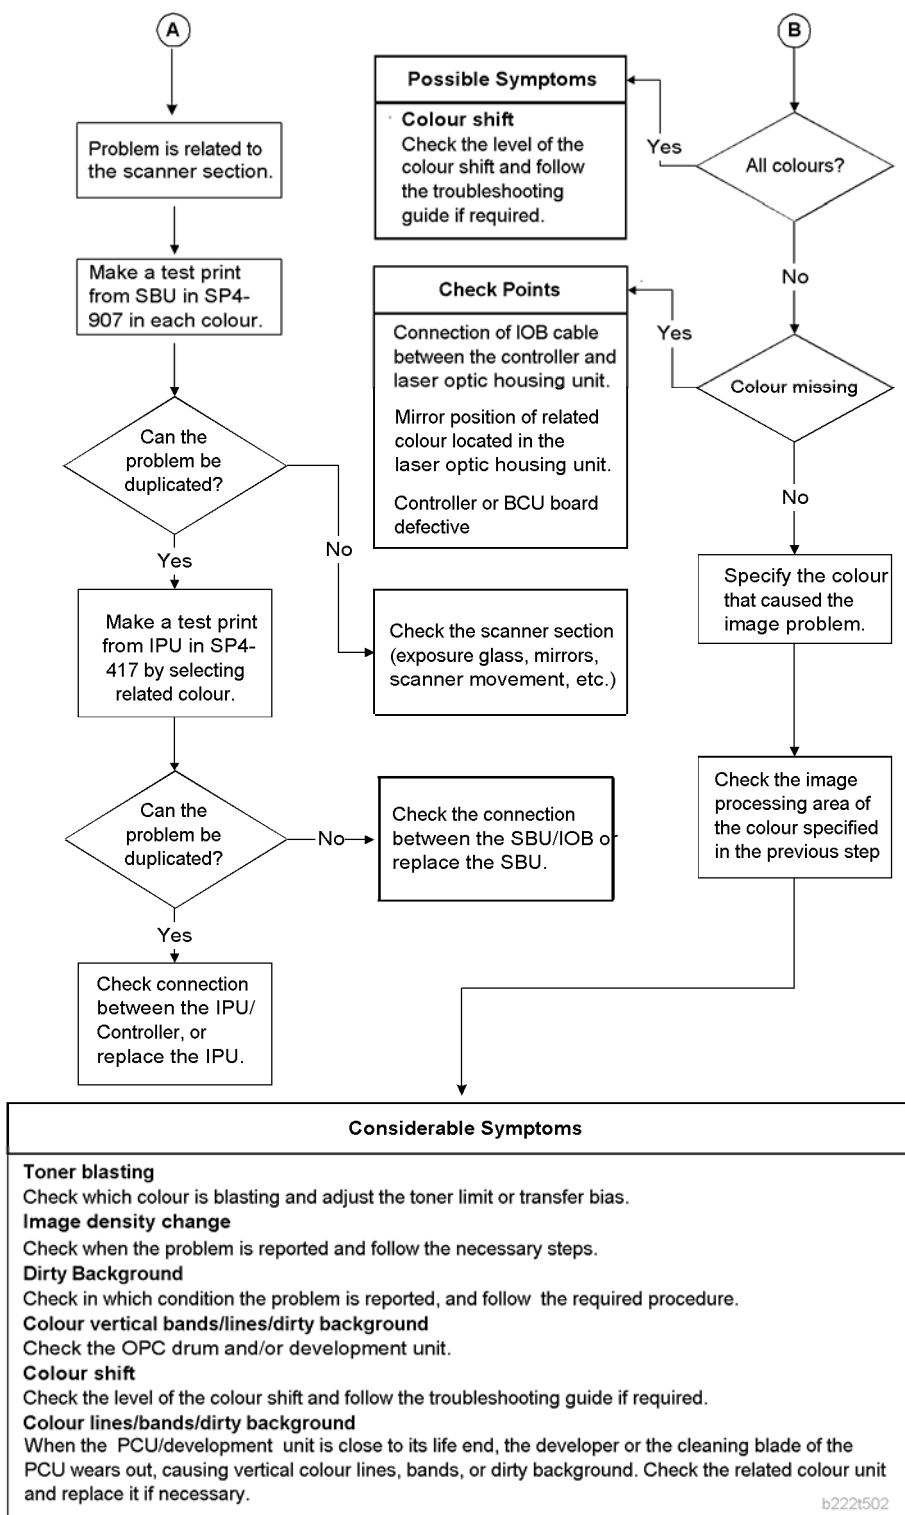 A
Problem is related to
the scanner section.
Make a test print
from SBU in SP4-
907 in each colour.
Can the
problem be
duplicated?
No
Yes
Make a test print
from IPU in SP4-
417 by selecting
related colour.
Check the scanner section
(exposure glass, mirrors,
scanner movement, etc.)
Can the
problem be
duplicated?
No
Check the connection
between the SBU/IOB or
replace the SBU.
Yes
Check connection
between the IPU/
Controller, or
replace the IPU.
B
All colours?
Yes
Possible Symptoms
Colour shift
Check the level of the
colour shift and follow
the troubleshooting
guide if required.
No
Colour missing
Yes
Check Points
Connection of IOB cable
between the controller and
laser optic housing unit.
Mirror position of related
colour located in the
laser optic housing unit.
Controller or BCU board
defective
No
Specify the colour
that caused the
image problem.
Check the image
processing area of
the colour specified
in the previous step
Considerable Symptoms
Toner blasting
Check which colour is blasting and adjust the toner limit or transfer bias.
Image density change
Check when the problem is reported and follow the necessary steps.
Dirty Background
Check in which condition the problem is reported, and follow the required procedure.
Colour vertical bands/lines/dirty background
Check the OPC drum and/or development unit.
Colour shift
Check the level of the colour shift and follow the troubleshooting guide if required.
Colour lines/bands/dirty background
When the PCU/development unit is close to its life end, the developer or the cleaning blade of the
PCU wears out, causing vertical colour lines, bands, or dirty background. Check the related colour unit
and replace it if necessary.
b222t502